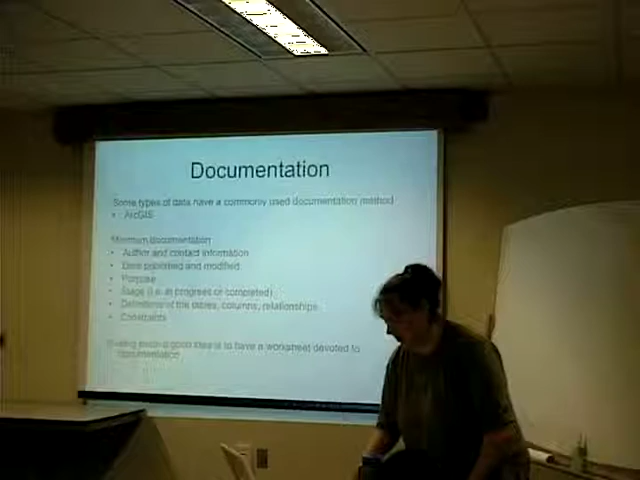 Documentation
Some types of data have a commonly used documentation method
• ArcGIS
Minimum documentation
• Author and contact information
• Date published and modified
• Purpose
• Stage (i.e. in progress or completed)
• Definitions of the tables, columns, relationships
• Constraints
good idea is to have a worksheet devoted to
documentation